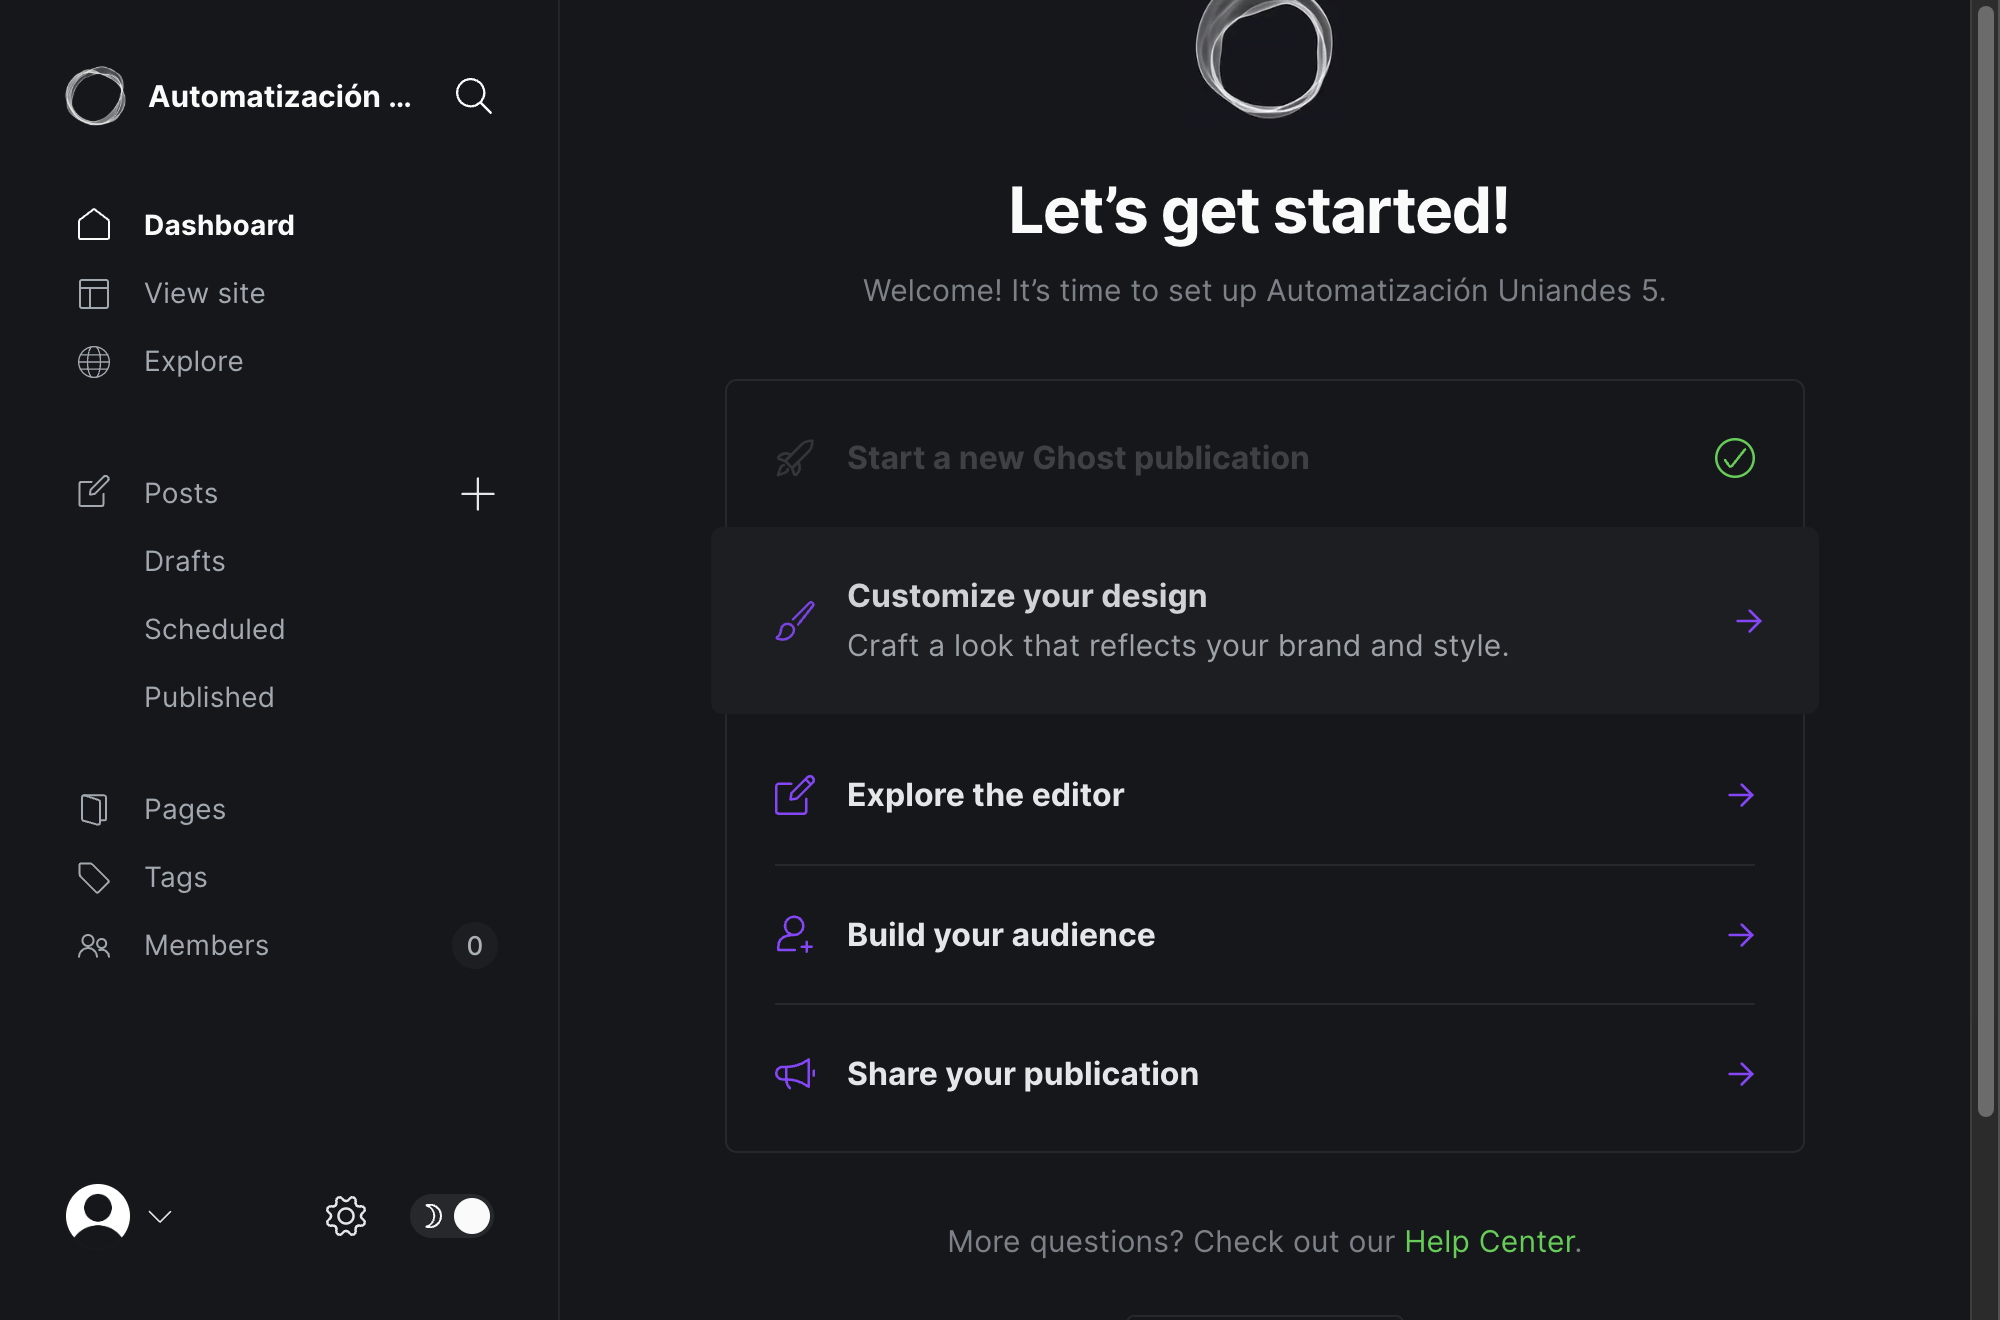 Automatización ...
Dashboard
View site
Explore
Posts
Drafts
Scheduled
Published
Pages
Tags
Members
0
Let’s get started!
Welcome! It’s time to set up Automatización Uniandes 5.
Start a new Ghost publication
Customize your design
Craft a look that reflects your brand and style.
Explore the editor
Build your audience
Share your publication
More questions? Check out our Help Center.